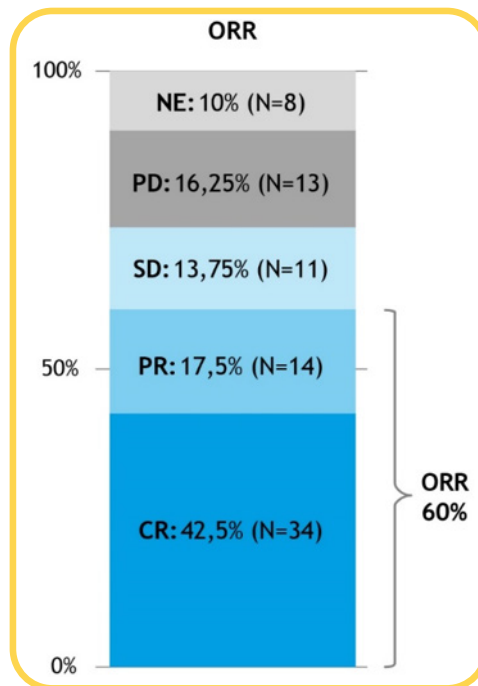 ORR
100%
NE: 10% (N=8)
PD: 16,25% (N=13)
SD: 13,75% (N=11)
50%
PR: 17,5% (N=14)
ORR
60%
CR: 42,5% (N=34)
0%